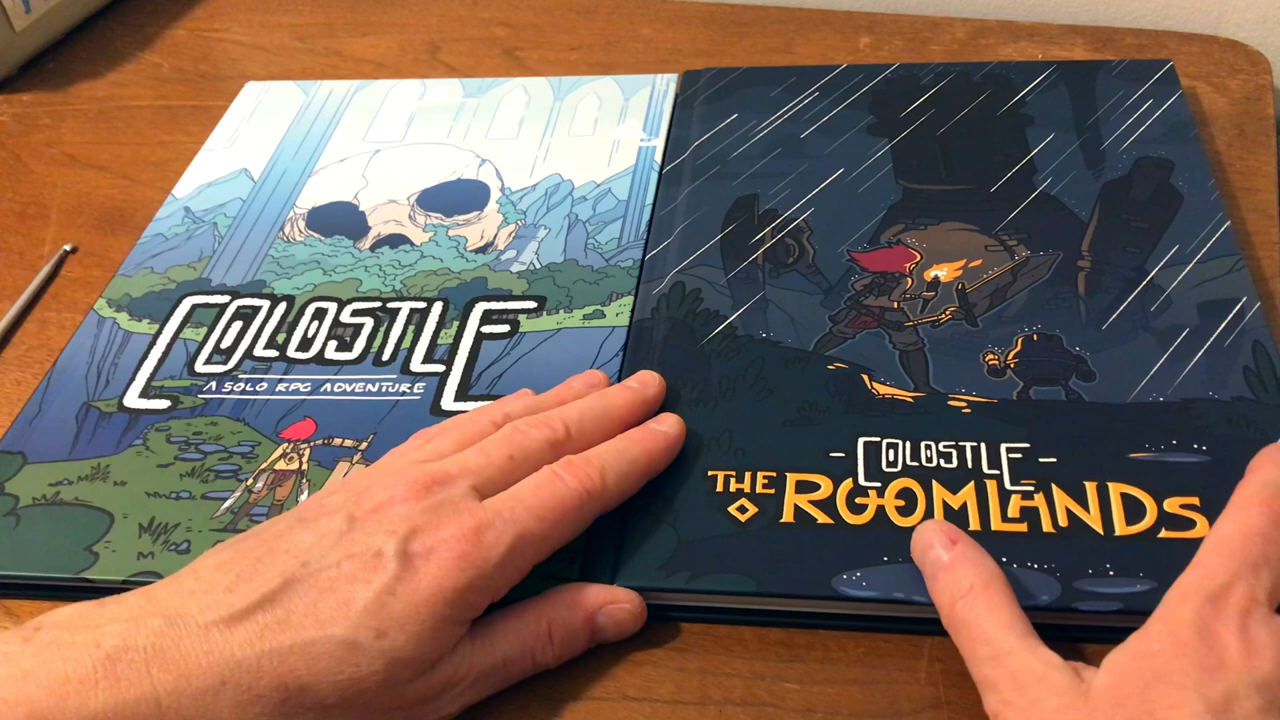 COLOSTLE
A SOLO RPG ADVENTURE
-COLOSTLE-
THE ROOMLANDS